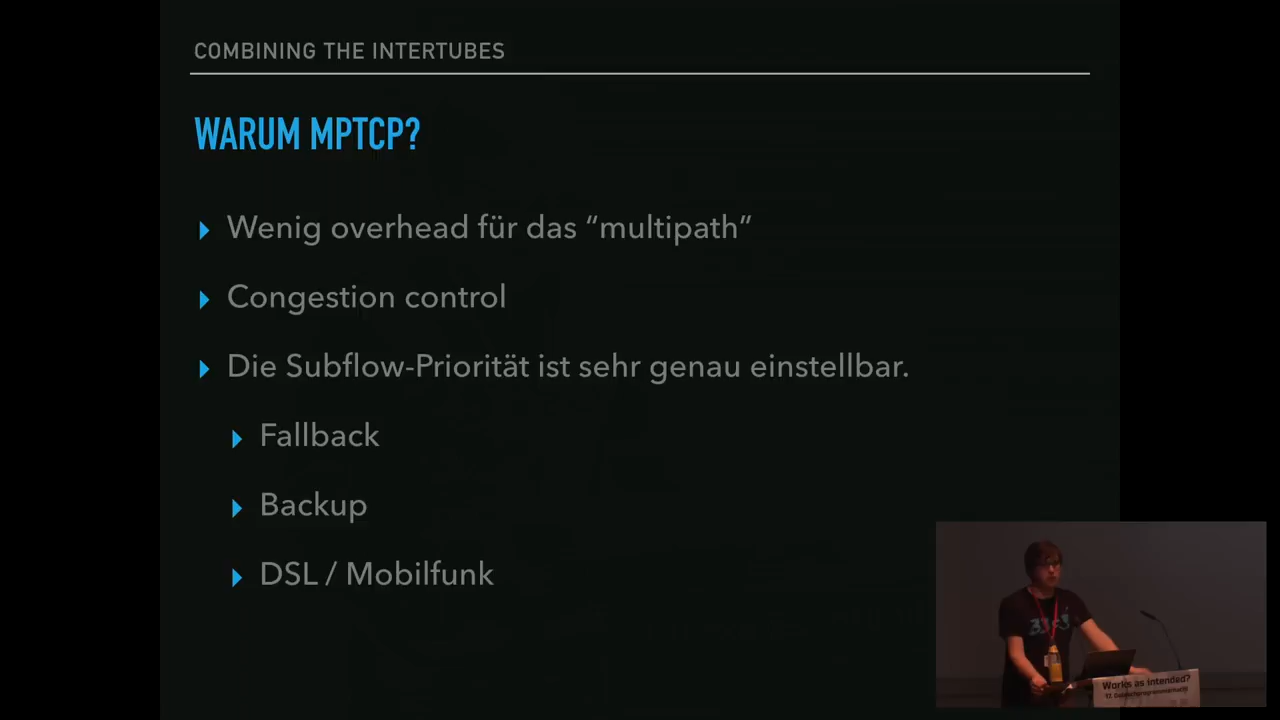 COMBINING THE INTERTUBES
WARUM MPTCP?
Wenig overhead für das “multipath”
Congestion control
Die Subflow-Priorität ist sehr genau einstellbar.
Fallback
Backup
DSL / Mobilfunk
Works as intended?